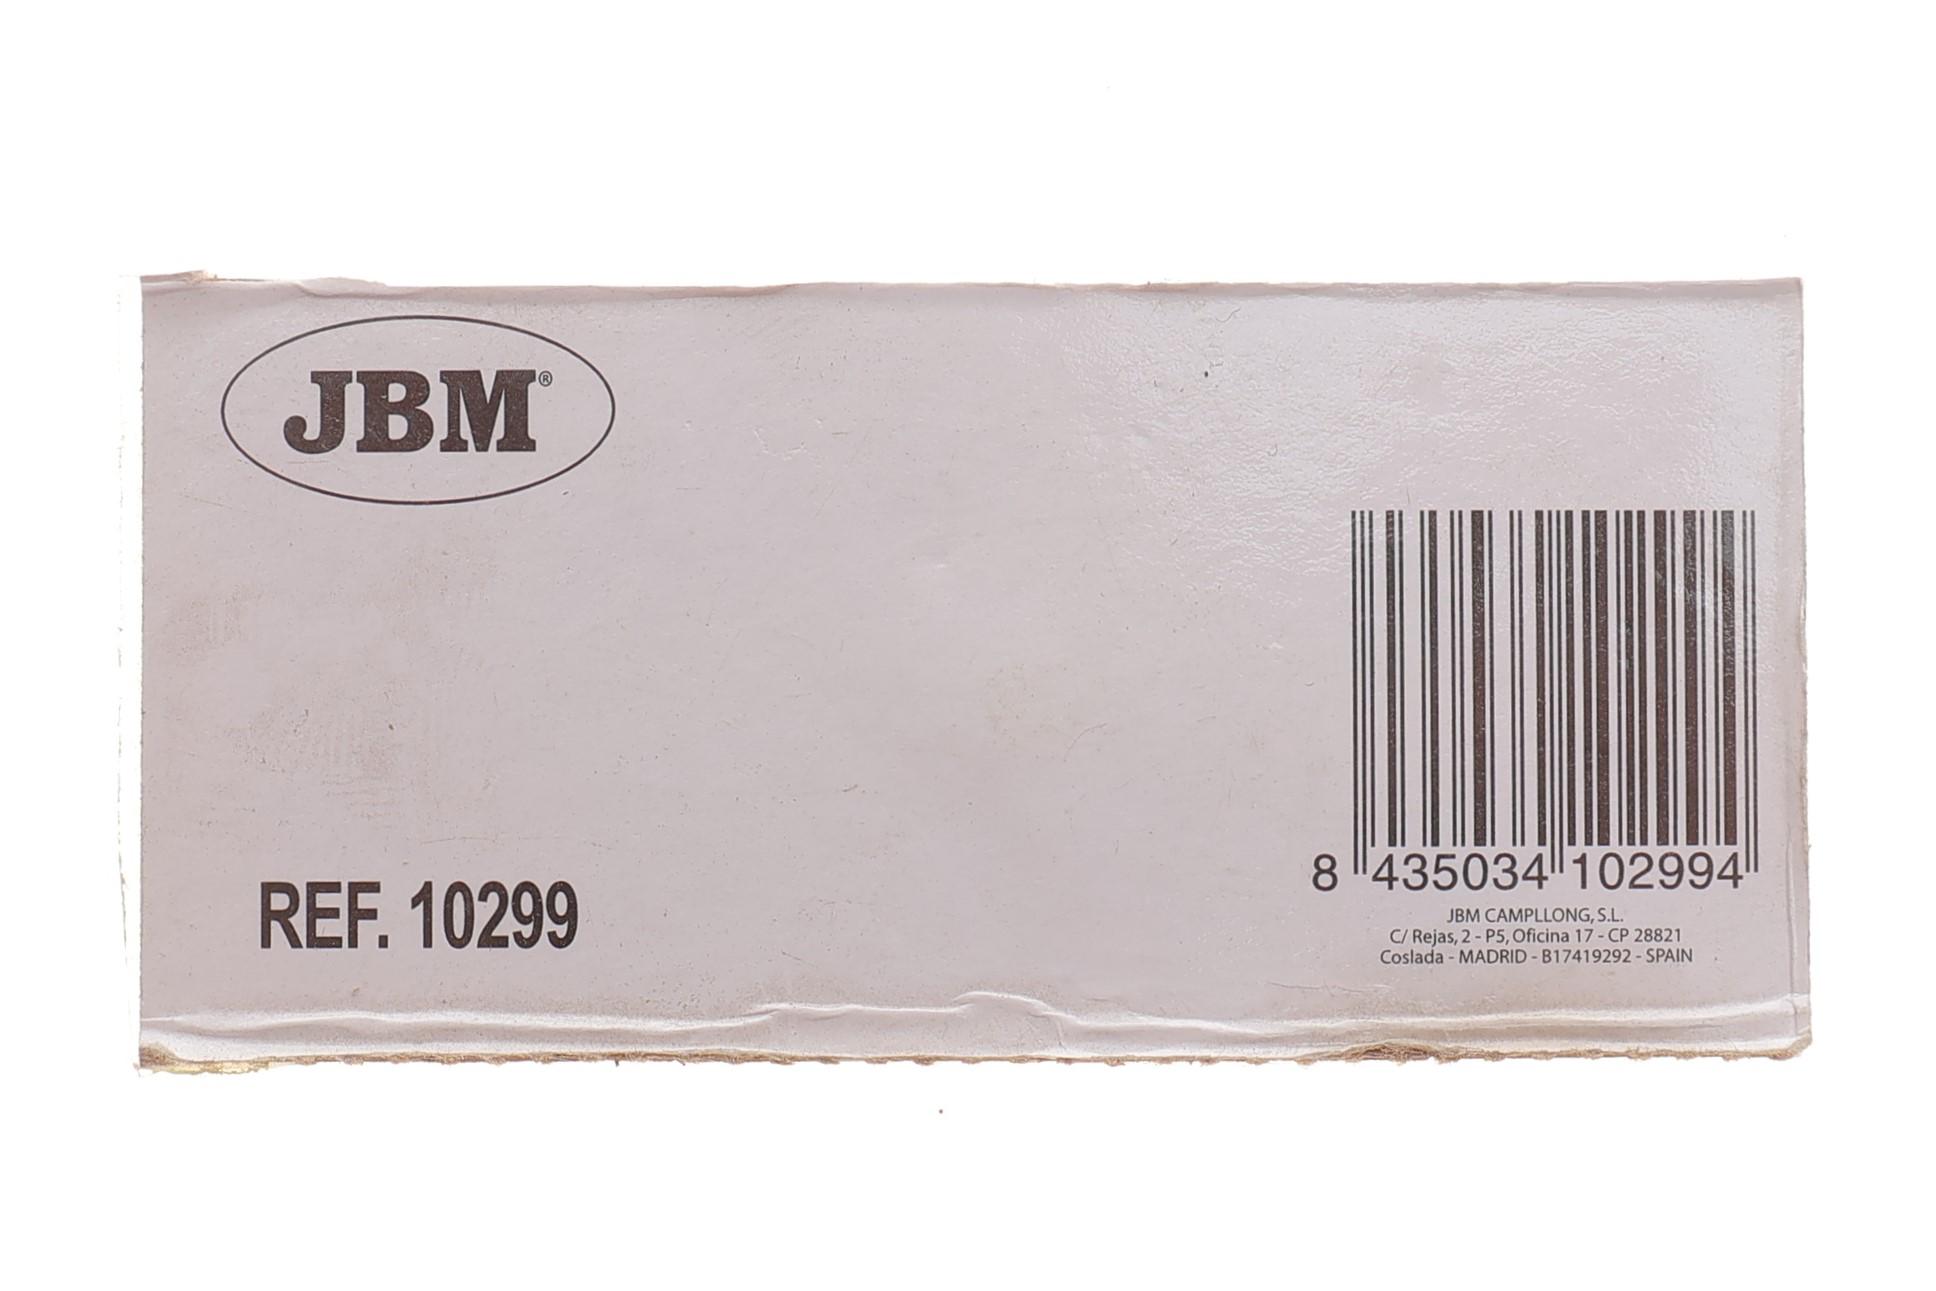 JBM®
REF. 10299
8 435034 102994
JBM CAMPLLONG, S.L.
C/ Rejas, 2 - P5, Oficina 17 - CP 28821
Coslada - MADRID - B17419292 - SPAIN